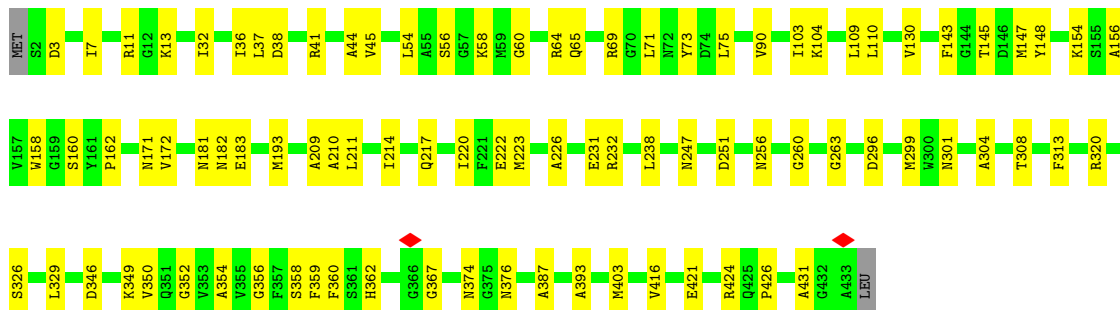 MET S2 D3 I7 R11 G12 K13 I32 I36 L37 D38 R41 A44 V45 L54 A55 S56 G57 K58 M59 G60 R64 Q65 R69 G70 L71 N72 Y73 D74 L75 V90 I103 K104 L109 L110 V130 F143 G144 T145 D146 M147 Y148 K154 S155 A156
V157 W158 G159 S160 Y161 P162 N171 V172 N181 N182 E183 M193 A209 A210 L211 I214 Q217 I220 F221 E222 M223 A226 E231 R232 L238 N247 D251 N256 G260 G263 D296 M299 W300 N301 A304 T308 F313 R320
S326 L329 D346 K349 V350 Q351 G352 V353 A354 V355 G356 F357 S358 F359 F360 S361 H362 G366 G367 N374 G375 N376 A387 A393 M403 V416 E421 R424 Q425 P426 A431 G432 A433 LEU